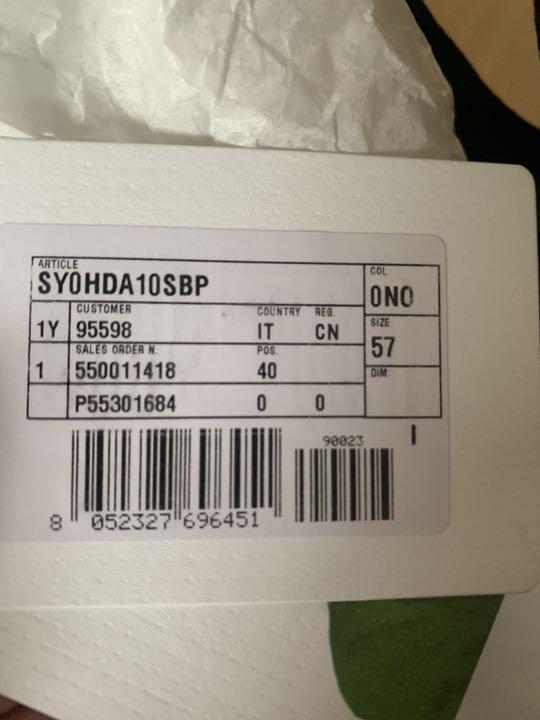 ARTICLE
SY0HDA10SBP
COL
0N0
CUSTOMER COUNTRY REG.
1Y 95598 IT CN
SIZE
57
SALES ORDER N. POS.
1 550011418 40
DIM.
P55301684 0 0
90023
I
8 052327 696451